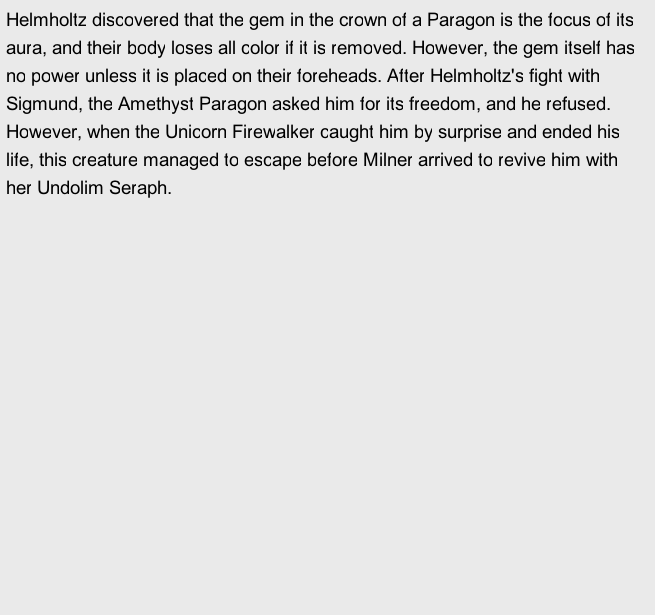 Helmholtz discovered that the gem in the crown of a Paragon is the focus of its
aura, and their body loses all color if it is removed. However, the gem itself has
no power unless it is placed on their foreheads. After Helmholtz's fight with
Sigmund, the Amethyst Paragon asked him for its freedom, and he refused.
However, when the Unicorn Firewalker caught him by surprise and ended his
life, this creature managed to escape before Milner arrived to revive him with
her Undolim Seraph.